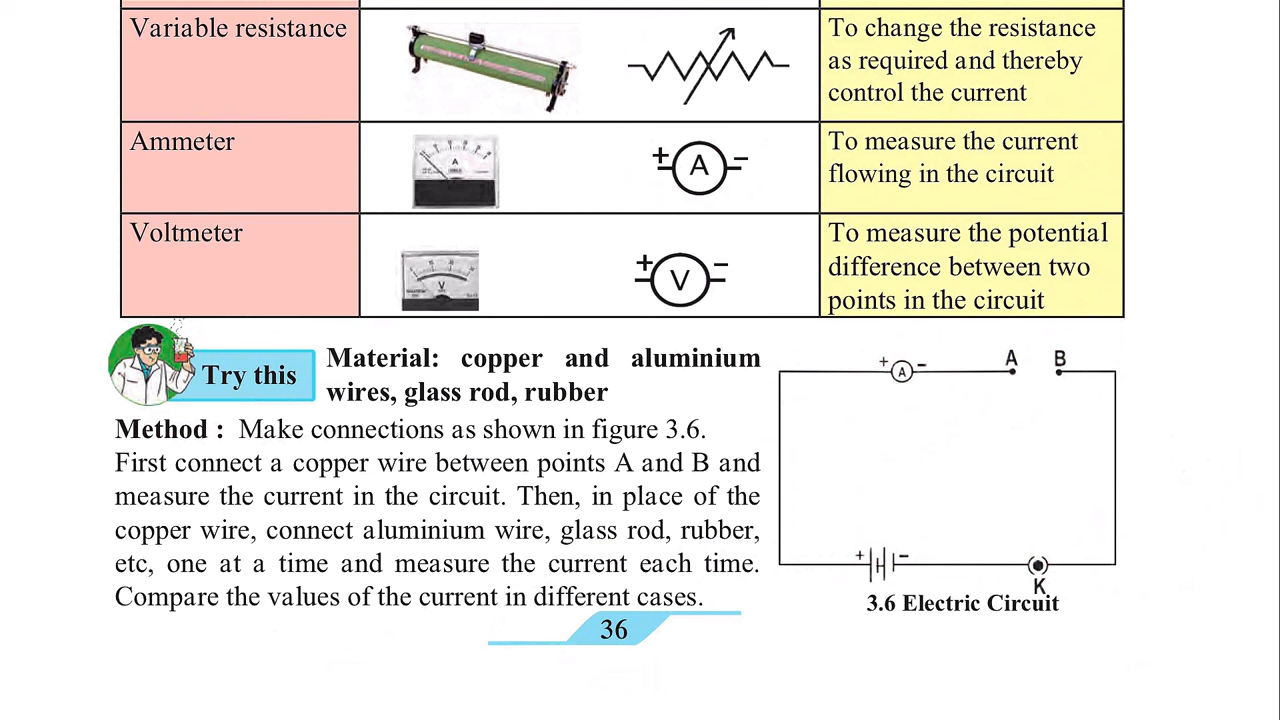 Variable resistance
To change the resistance
as required and thereby
control the current
Ammeter
A
+ A −
To measure the current
flowing in the circuit
Voltmeter
V
+ V −
To measure the potential
difference between two
points in the circuit
Try this
Material: copper and aluminium
wires, glass rod, rubber
Method : Make connections as shown in figure 3.6.
First connect a copper wire between points A and B and
measure the current in the circuit. Then, in place of the
copper wire, connect aluminium wire, glass rod, rubber,
etc, one at a time and measure the current each time.
Compare the values of the current in different cases.
+ A − A B
+ −
K
3.6 Electric Circuit
36